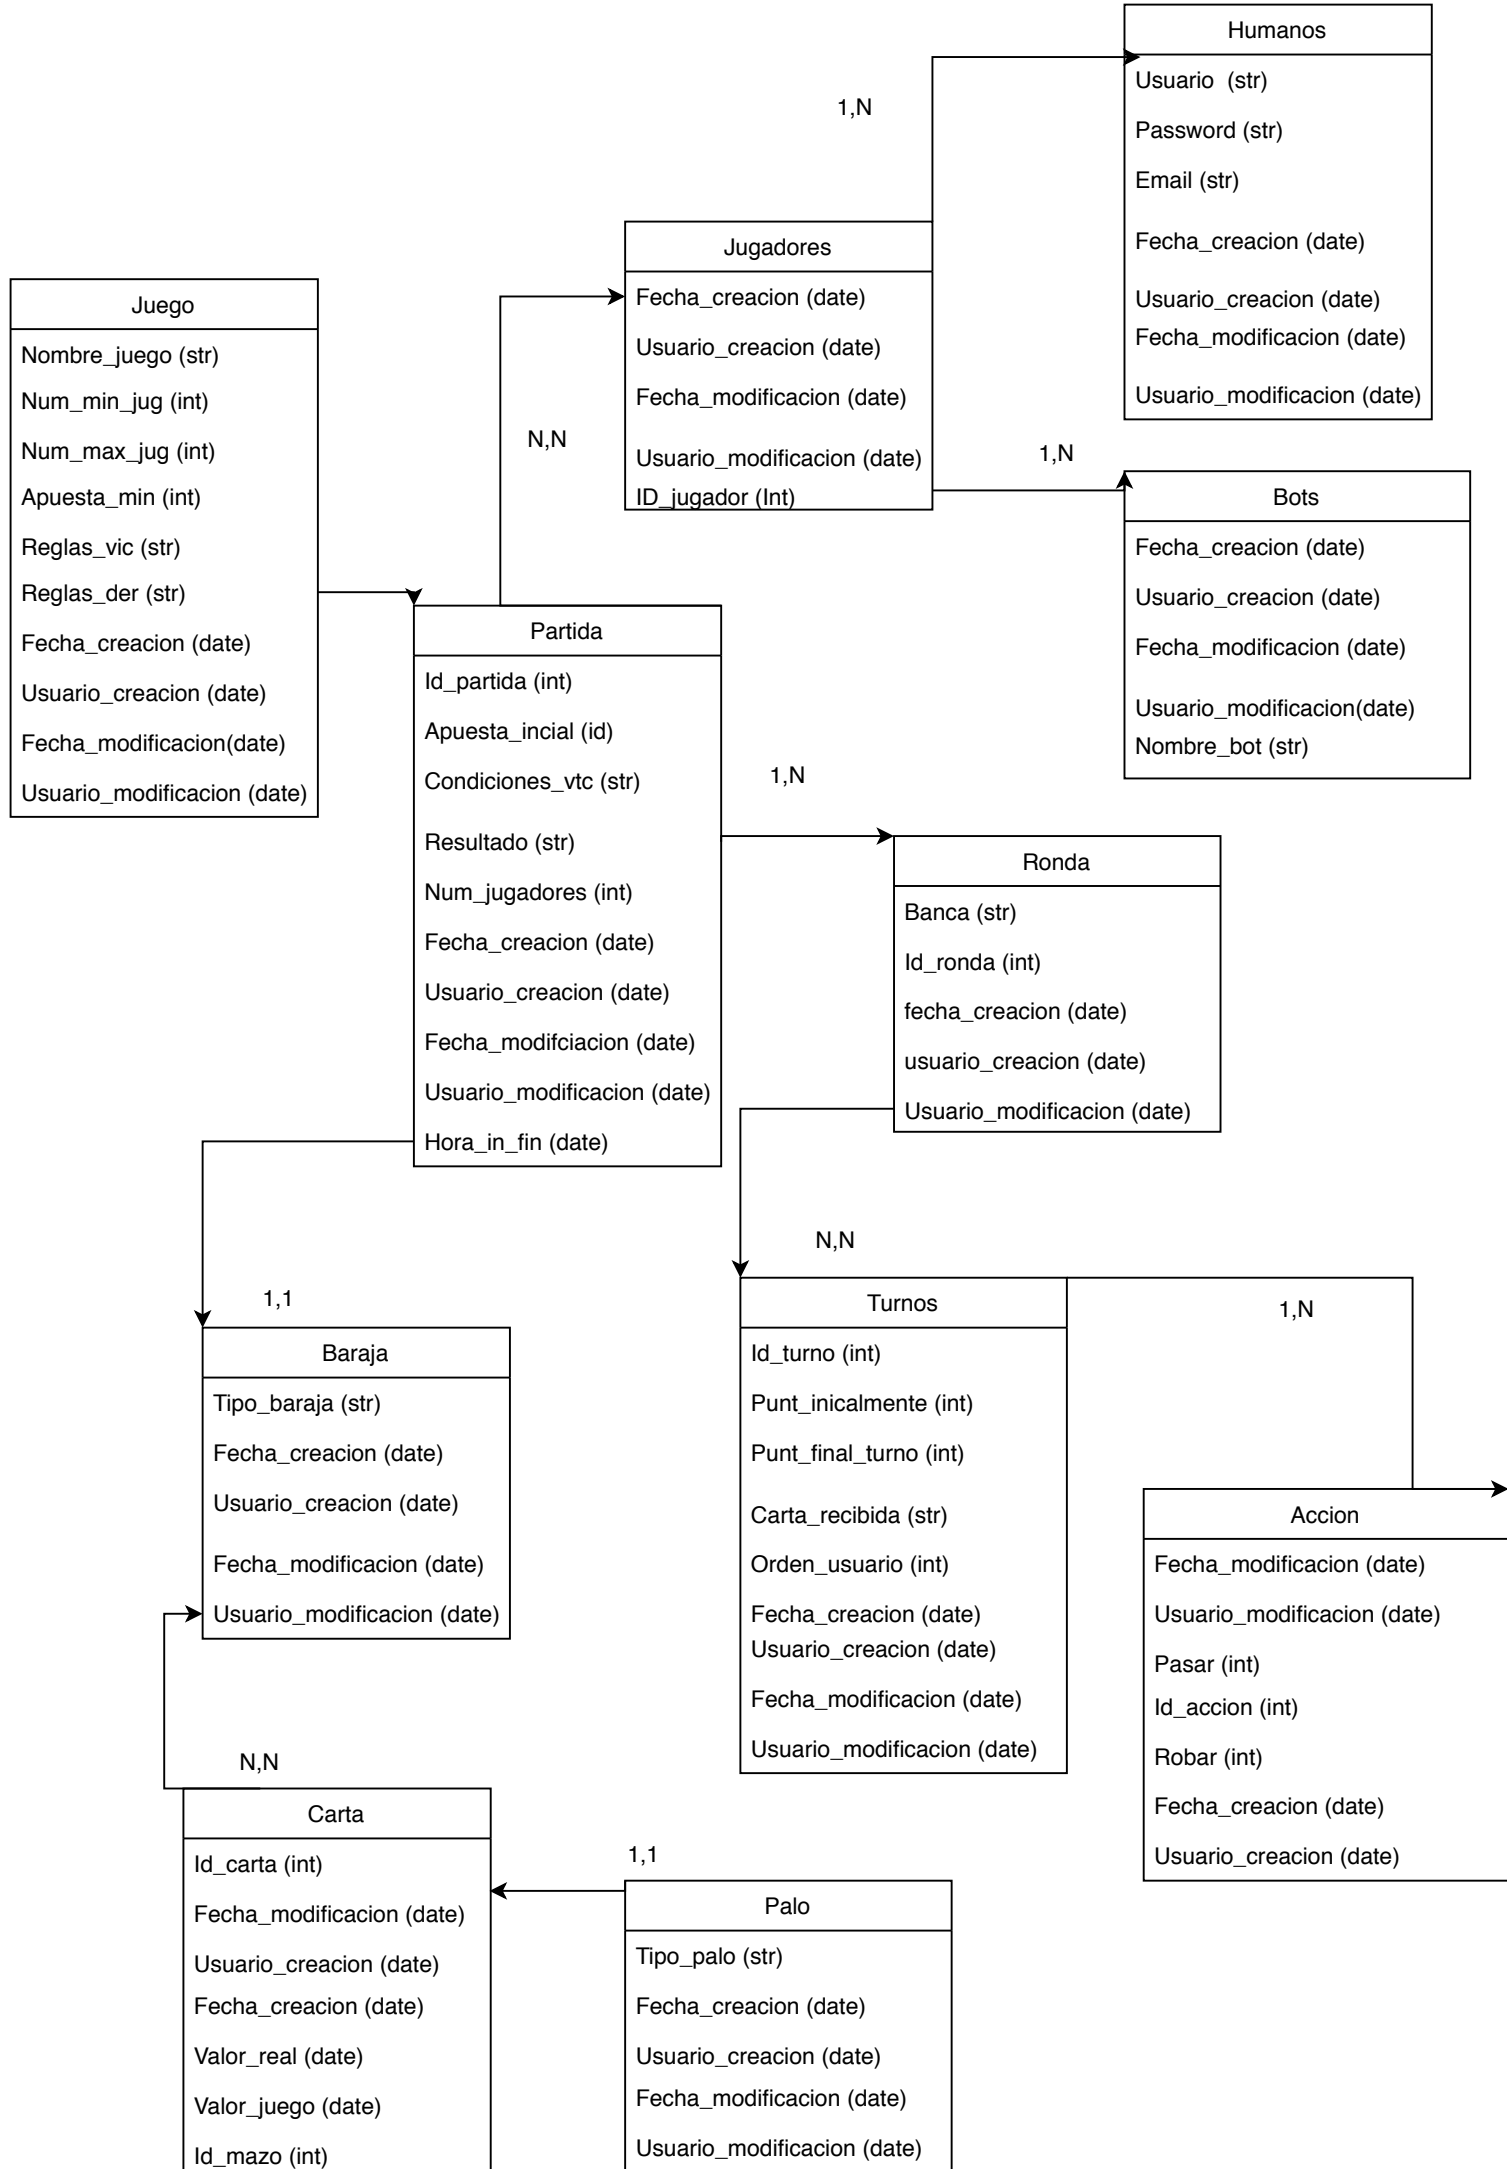 Humanos
Usuario  (str)
Password (str)
Email (str)
Fecha_creacion (date)
Usuario_creacion (date)
Fecha_modificacion (date)
Usuario_modificacion (date)
1,N
Jugadores
Fecha_creacion (date)
Usuario_creacion (date)
Fecha_modificacion (date)
Usuario_modificacion (date)
ID_jugador (Int)
Juego
Nombre_juego (str)
Num_min_jug (int)
Num_max_jug (int)
Apuesta_min (int)
Reglas_vic (str)
Reglas_der (str)
Fecha_creacion (date)
Usuario_creacion (date)
Fecha_modificacion(date)
Usuario_modificacion (date)
N,N
1,N
Bots
Fecha_creacion (date)
Usuario_creacion (date)
Fecha_modificacion (date)
Usuario_modificacion(date)
Nombre_bot (str)
Partida
Id_partida (int)
Apuesta_incial (id)
Condiciones_vtc (str)
Resultado (str)
Num_jugadores (int)
Fecha_creacion (date)
Usuario_creacion (date)
Fecha_modifciacion (date)
Usuario_modificacion (date)
Hora_in_fin (date)
1,N
Ronda
Banca (str)
Id_ronda (int)
fecha_creacion (date)
usuario_creacion (date)
Usuario_modificacion (date)
N,N
1,1
Baraja
Tipo_baraja (str)
Fecha_creacion (date)
Usuario_creacion (date)
Fecha_modificacion (date)
Usuario_modificacion (date)
Turnos
Id_turno (int)
Punt_inicalmente (int)
Punt_final_turno (int)
Carta_recibida (str)
Orden_usuario (int)
Fecha_creacion (date)
Usuario_creacion (date)
Fecha_modificacion (date)
Usuario_modificacion (date)
1,N
Accion
Fecha_modificacion (date)
Usuario_modificacion (date)
Pasar (int)
Id_accion (int)
Robar (int)
Fecha_creacion (date)
Usuario_creacion (date)
N,N
Carta
Id_carta (int)
Fecha_modificacion (date)
Usuario_creacion (date)
Fecha_creacion (date)
Valor_real (date)
Valor_juego (date)
Id_mazo (int)
1,1
Palo
Tipo_palo (str)
Fecha_creacion (date)
Usuario_creacion (date)
Fecha_modificacion (date)
Usuario_modificacion (date)